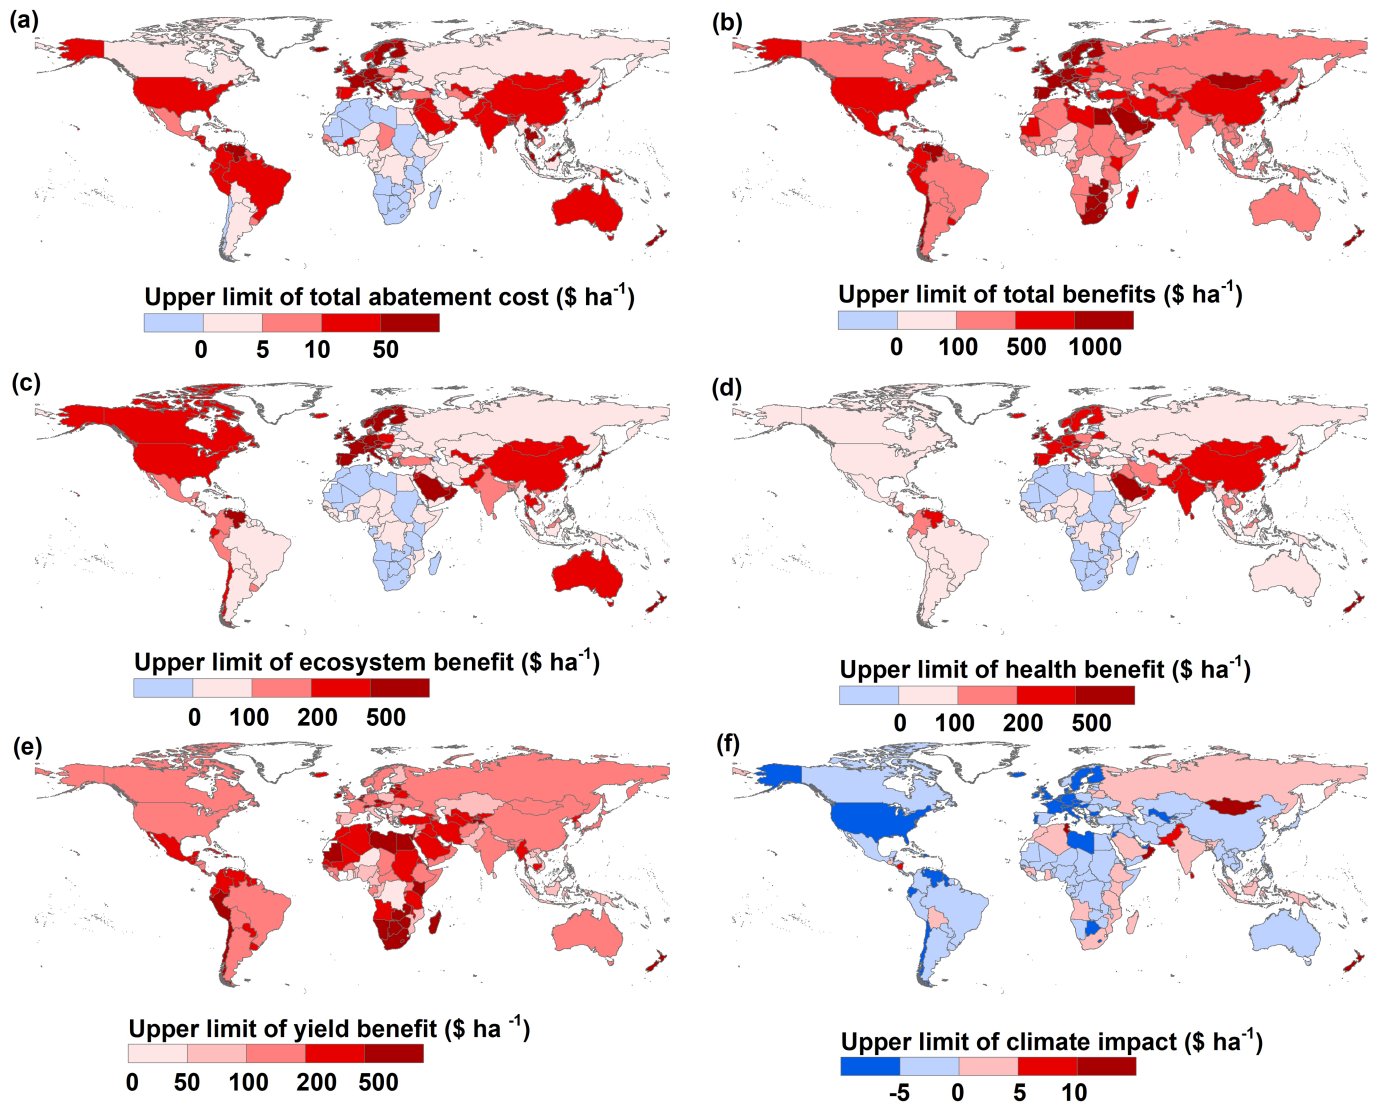 (a)
(b)
Upper limit of total abatement cost ($ ha-1)
0 5 10 50
Upper limit of total benefits ($ ha-1)
0 100 500 1000
(c)
(d)
Upper limit of ecosystem benefit ($ ha-1)
0 100 200 500
Upper limit of health benefit ($ ha-1)
0 100 200 500
(e)
(f)
Upper limit of yield benefit ($ ha -1)
0 50 100 200 500
Upper limit of climate impact ($ ha-1)
-5 0 5 10